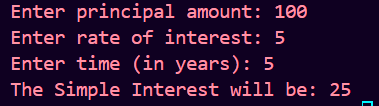 Enter principal amount: 100
Enter rate of interest: 5
Enter time (in years): 5
The Simple Interest will be: 25